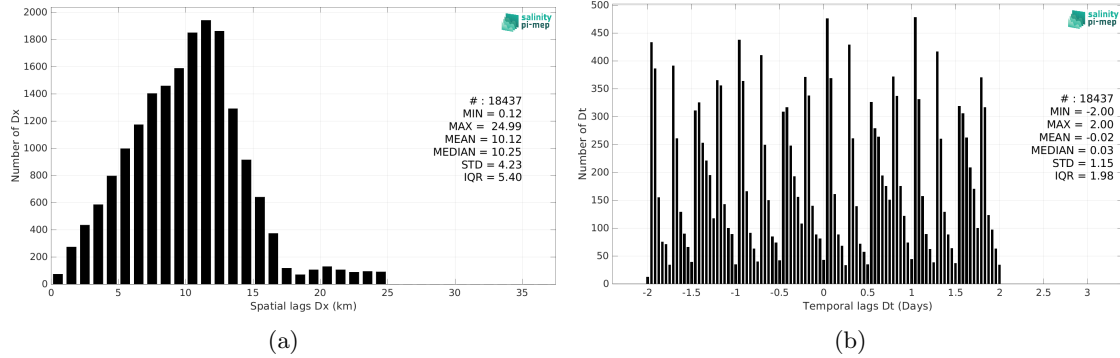 2000
1800
1600
1400
1200
1000
800
600
400
200
0
Number of Dx
0 5 10 15 20 25 30 35
Spatial lags Dx (km)
salinity
pi-mep
# : 18437
MIN = 0.12
MAX = 24.99
MEAN = 10.12
MEDIAN = 10.25
STD = 4.23
IQR = 5.40
(a)
500
450
400
350
300
250
200
150
100
50
0
Number of Dt
-2 -1.5 -1 -0.5 0 0.5 1 1.5 2 2.5 3
Temporal lags Dt (Days)
salinity
pi-mep
# : 18437
MIN = -2.00
MAX = 2.00
MEAN = -0.02
MEDIAN = 0.03
STD = 1.15
IQR = 1.98
(b)